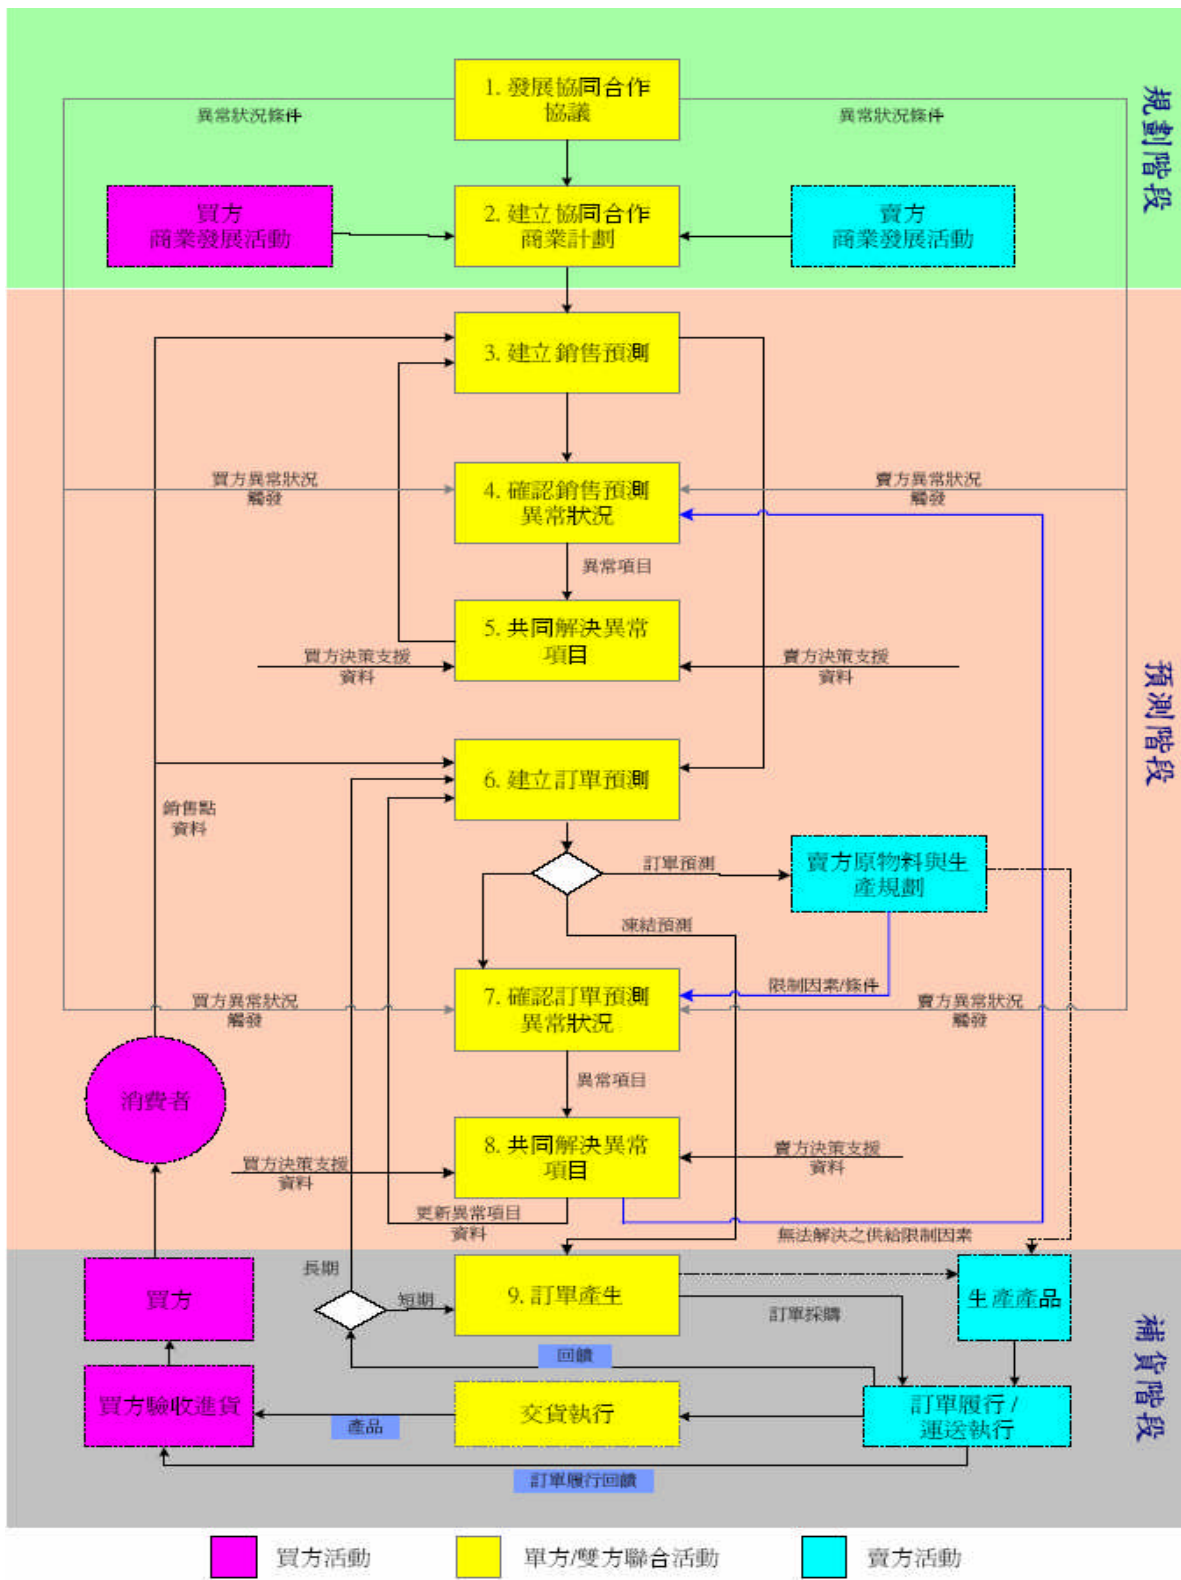 1. 發展協同合作
協議
異常狀況條件
異常狀況條件
規劃階段
買方
商業發展活動
2. 建立協同合作
商業計劃
賣方
商業發展活動
3. 建立銷售預測
買方異常狀況
觸發
4. 確認銷售預測
異常狀況
賣方異常狀況
觸發
異常項目
5. 共同解決異常
項目
買方決策支援
資料
賣方決策支援
資料
預測階段
6. 建立訂單預測
銷售點
資料
訂單預測
賣方原物料與生
產規劃
凍結預測
買方異常狀況
觸發
7. 確認訂單預測
異常狀況
限制因素/條件
賣方異常狀況
觸發
異常項目
消費者
8. 共同解決異常
項目
買方決策支援
資料
賣方決策支援
資料
更新異常項目
資料
無法解決之供給限制因素
長期
買方
短期
9. 訂單產生
訂單採購
生產產品
補貨階段
回饋
買方驗收進貨
產品
交貨執行
訂單履行/
運送執行
訂單履行回饋
買方活動
單方/雙方聯合活動
賣方活動